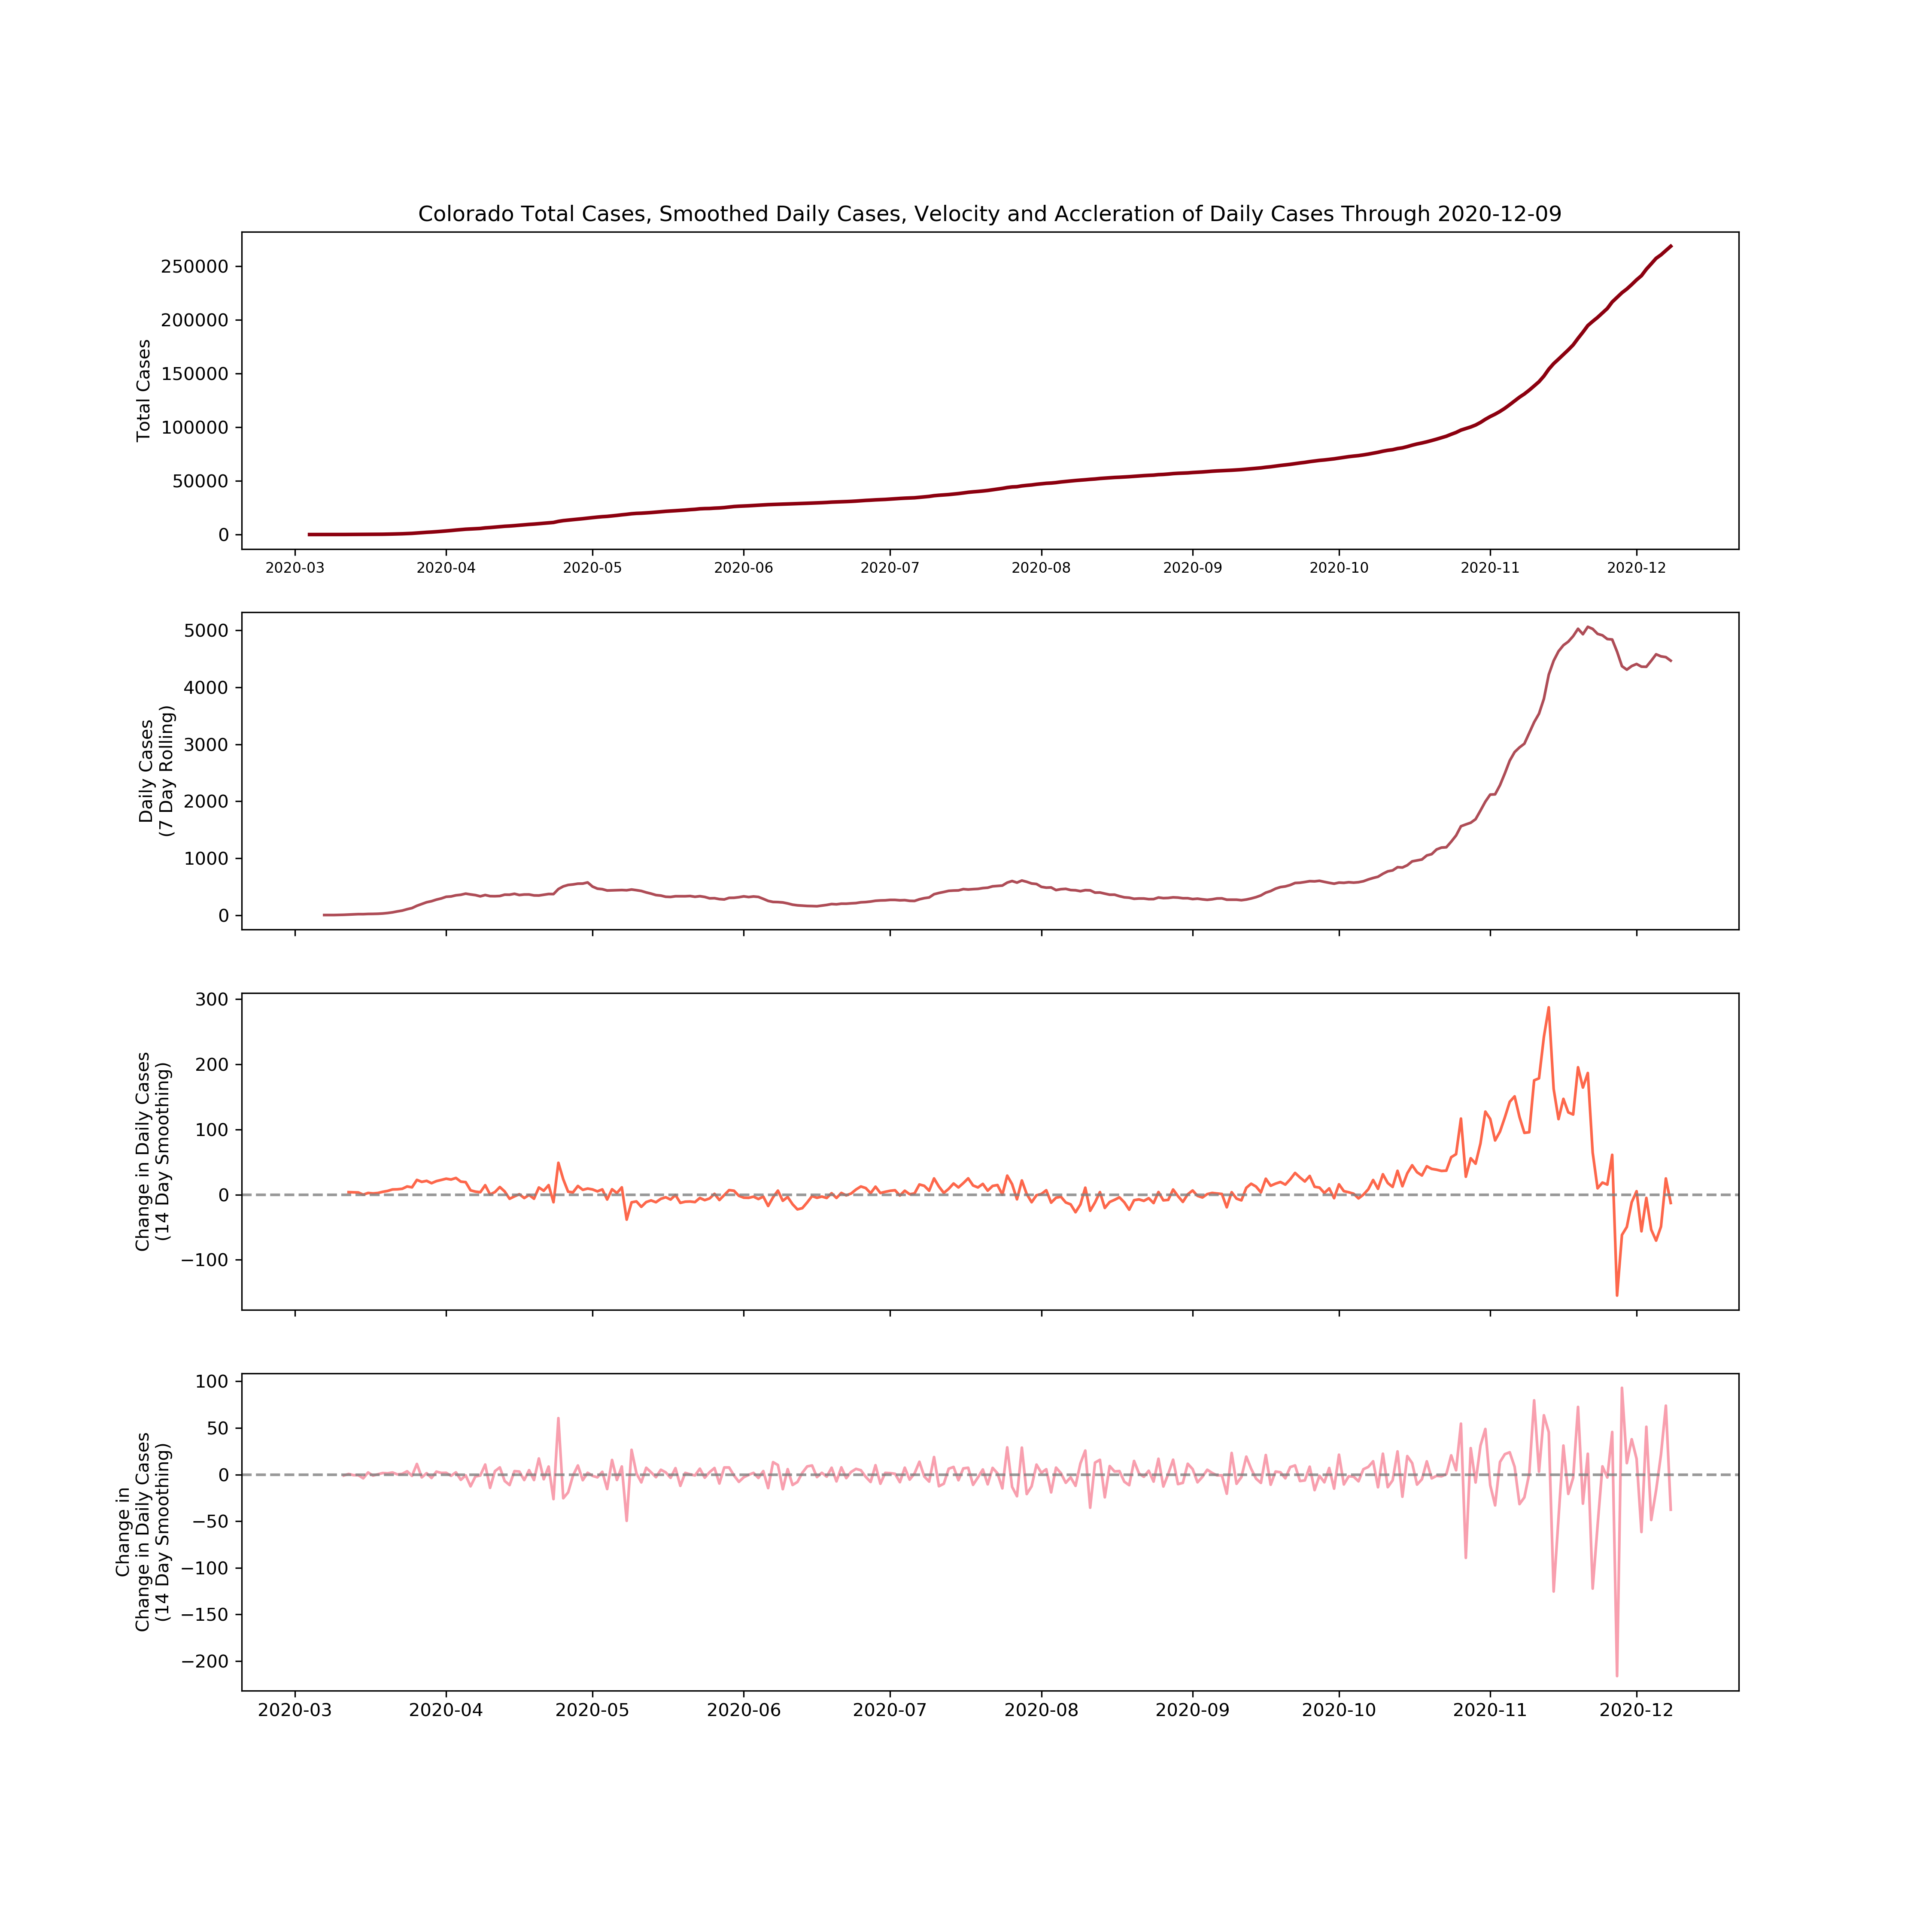 Colorado Total Cases, Smoothed Daily Cases, Velocity and Accleration of Daily Cases Through 2020-12-09
Total Cases
250000
200000
150000
100000
50000
0
2020-03 2020-04 2020-05 2020-06 2020-07 2020-08 2020-09 2020-10 2020-11 2020-12
Daily Cases
(7 Day Rolling)
5000
4000
3000
2000
1000
0
Change in Daily Cases
(14 Day Smoothing)
300
200
100
0
−100
Change in
Change in Daily Cases
(14 Day Smoothing)
100
50
0
−50
−100
−150
−200
2020-03 2020-04 2020-05 2020-06 2020-07 2020-08 2020-09 2020-10 2020-11 2020-12